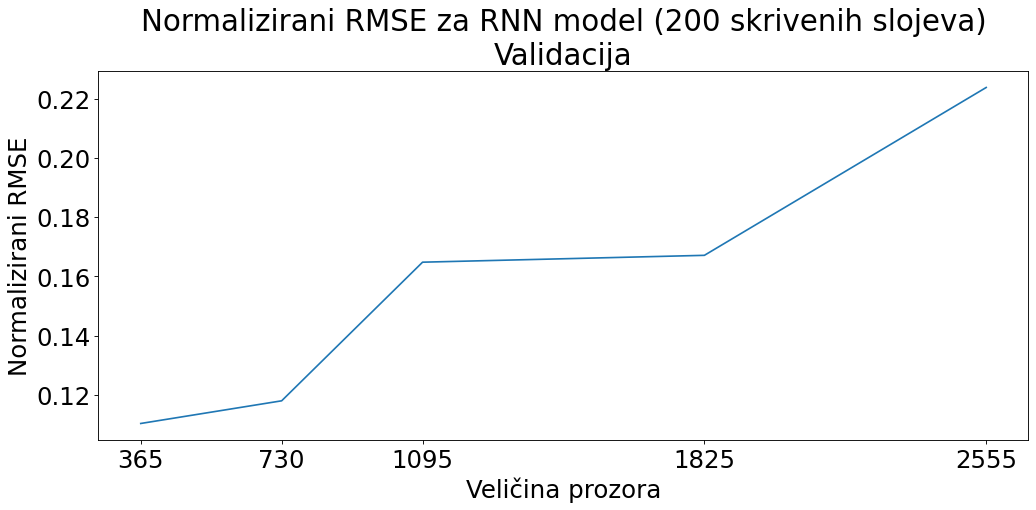 Normalizirani RMSE za RNN model (200 skrivenih slojeva)
Validacija
Normalizirani RMSE
0.22
0.20
0.18
0.16
0.14
0.12
365 730 1095 1825 2555
Veličina prozora